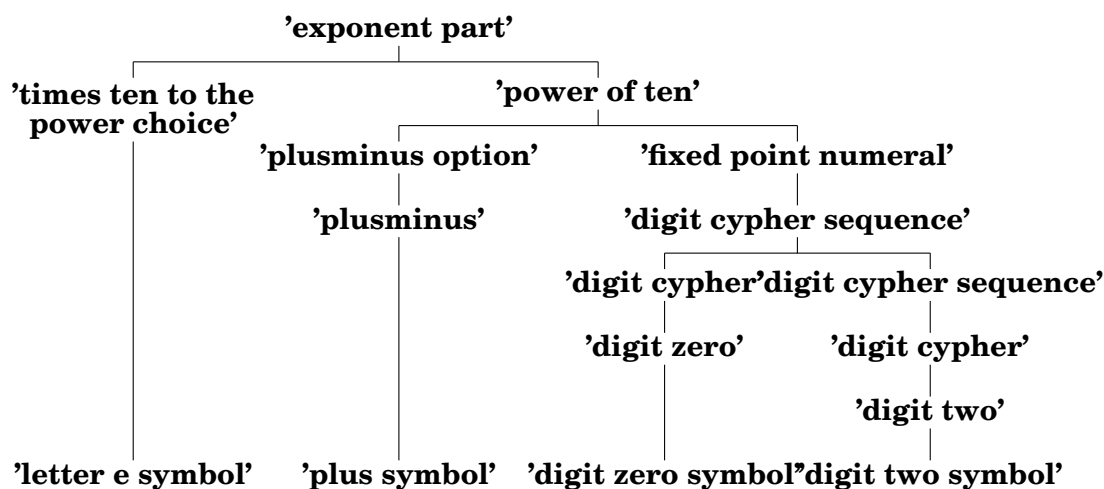 ’exponent part’
’times ten to the
power choice’
’power of ten’
’plusminus option’
’fixed point numeral’
’plusminus’
’digit cypher sequence’
’digit cypher’
’digit cypher sequence’
’digit zero’
’digit cypher’
’digit two’
’letter e symbol’
’plus symbol’
’digit zero symbol’
’digit two symbol’